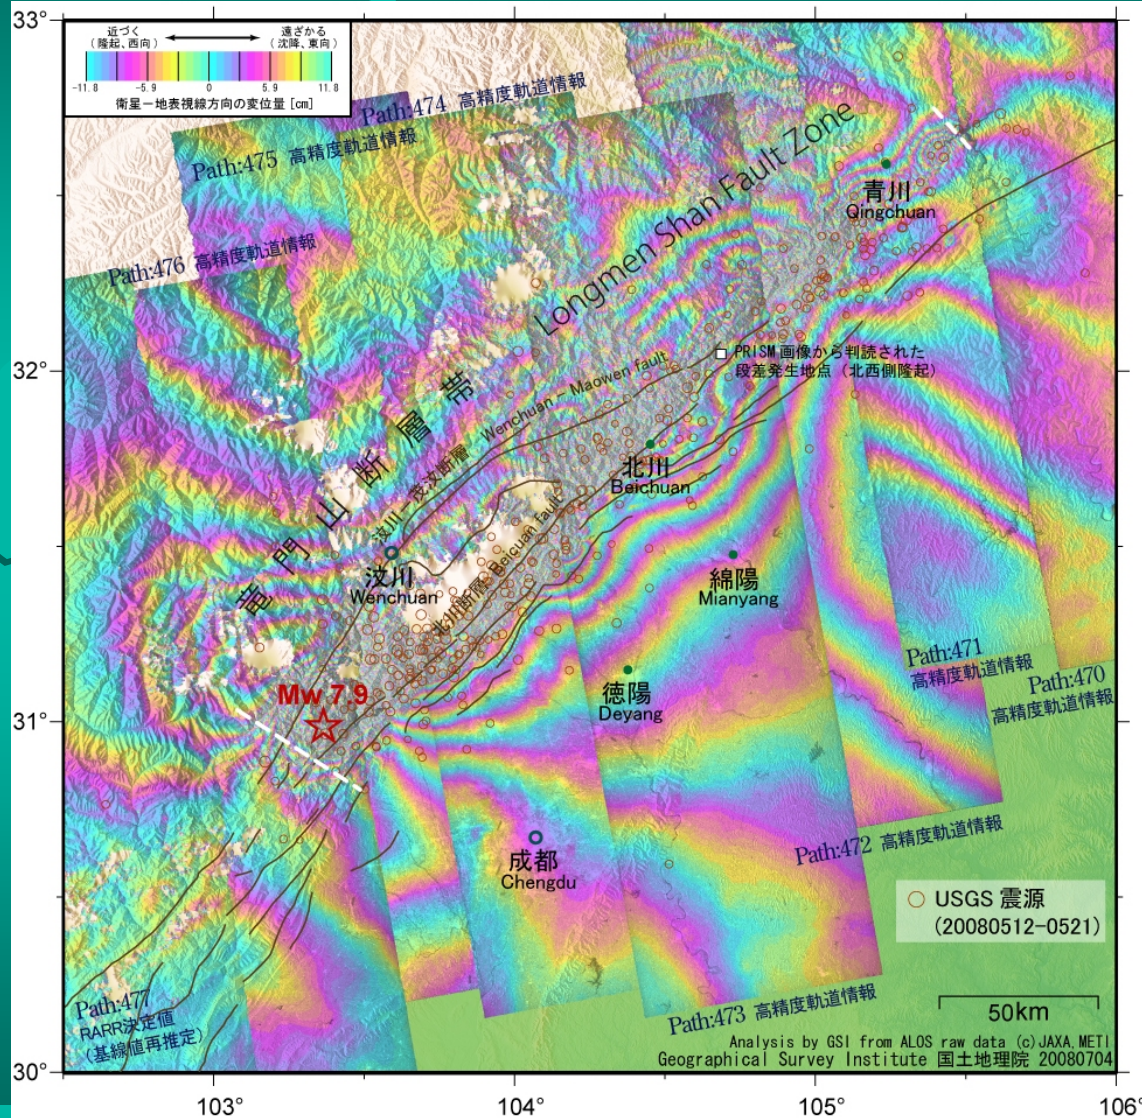 33°
近づく
(隆起、西向)
遠ざかる
(沈降、東向)
-11.8 -5.9 0 5.9 11.8
衛星ー地表視線方向の変位量 [cm]
Path:474 高精度軌道情報
Path:475 高精度軌道情報
Path:476 高精度軌道情報
Longmen Shan Fault Zone
青川
Qingchuan
32°
PRISM画像から判読された
段差発生地点（北西側隆起）
竜門山断層帯
汶川ー茂汶断層 Wenchuan - Maowen fault
北川
Beichuan
汶川
Wenchuan
北川断層 Beicuan fault
綿陽
Mianyang
Path:471
高精度軌道情報
Path:470
高精度軌道情報
徳陽
Deyang
Mw 7.9
31°
成都
Chengdu
Path:472 高精度軌道情報
USGS 震源
(20080512-0521)
Path:477
RARR決定値
(基線値再推定)
Path:473 高精度軌道情報
50km
Analysis by GSI from ALOS raw data (c)JAXA,METI
Geographical Survey Institute 国土地理院 20080704
30°
103° 104° 105° 106°